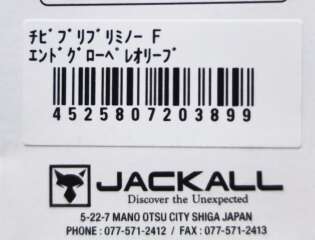 ﾁﾋﾞﾌﾟﾘﾌﾟﾘﾐﾉｰ F
ｴﾝﾄﾞｸﾞﾛｰﾍﾞﾚｵﾘｰﾌﾞ
4525807203899
JACKALL
Discover the Unexpected
5-22-7 MANO OTSU CITY SHIGA JAPAN
PHONE : 077-571-2412 / FAX : 077-571-2413